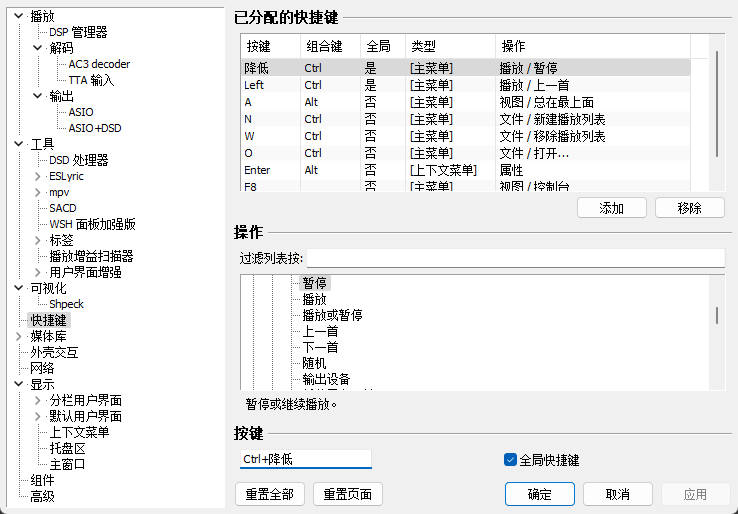 播放
DSP 管理器
解码
AC3 decoder
TTA 输入
输出
ASIO
ASIO+DSD
工具
DSD 处理器
ESLyric
mpv
SACD
WSH 面板加强版
标签
播放增益扫描器
用户界面增强
可视化
Shpeck
快捷键
媒体库
外壳交互
网络
显示
分栏用户界面
默认用户界面
上下文菜单
托盘区
主窗口
组件
高级
已分配的快捷键
按键 组合键 全局 类型 操作
降低 Ctrl 是 [主菜单] 播放 / 暂停
Left Ctrl 是 [主菜单] 播放 / 上一首
A Alt 否 [主菜单] 视图 / 总在最上面
N Ctrl 否 [主菜单] 文件 / 新建播放列表
W Ctrl 否 [主菜单] 文件 / 移除播放列表
O Ctrl 否 [主菜单] 文件 / 打开...
Enter Alt 否 [上下文菜单] 属性
F8 否 [主菜单] 视图 / 控制台
添加 移除
操作
过滤列表按:
暂停
播放
播放或暂停
上一首
下一首
随机
输出设备
暂停或继续播放。
按键
Ctrl+降低 全局快捷键
重置全部 重置页面 确定 取消 应用